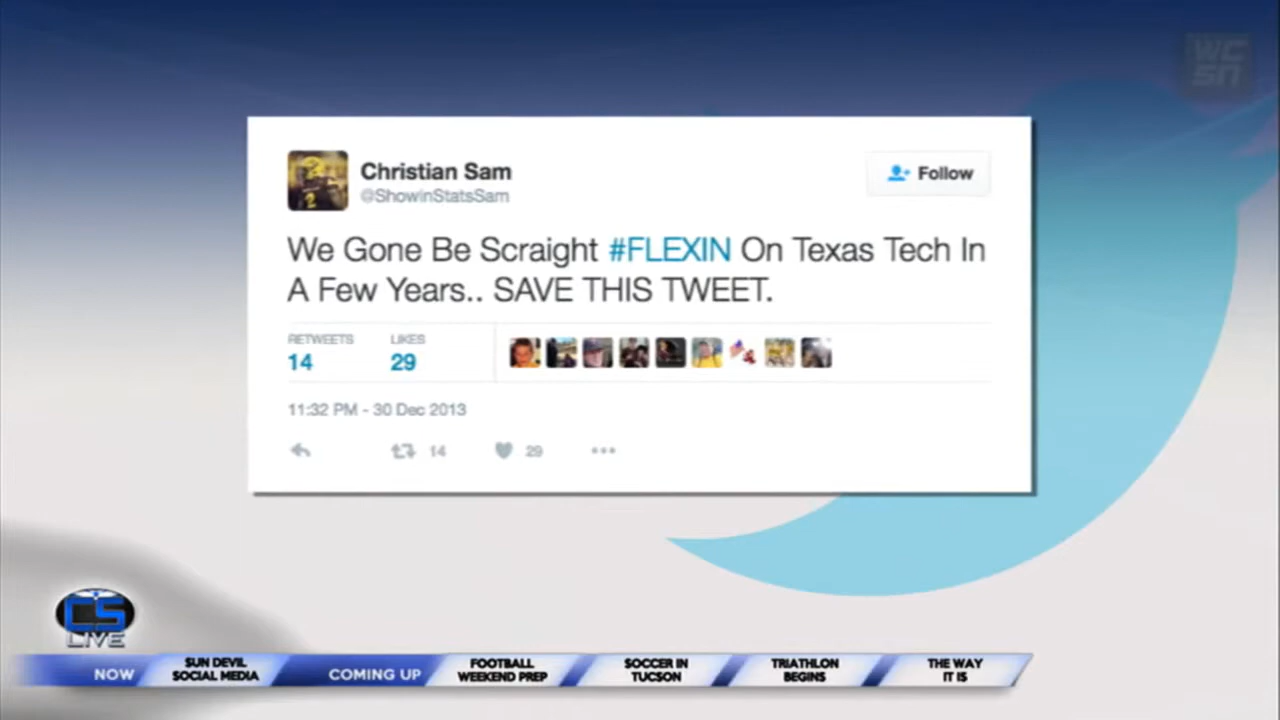 WCSN
Christian Sam
@ShowinStatsSam
Follow
We Gone Be Scraight #FLEXIN On Texas Tech In
A Few Years.. SAVE THIS TWEET.
RETWEETS LIKES
14 29
11:32 PM - 30 Dec 2013
14 29
CS
LIVE
NOW
SUN DEVIL
SOCIAL MEDIA
COMING UP
FOOTBALL
WEEKEND PREP
SOCCER IN
TUCSON
TRIATHLON
BEGINS
THE WAY
IT IS